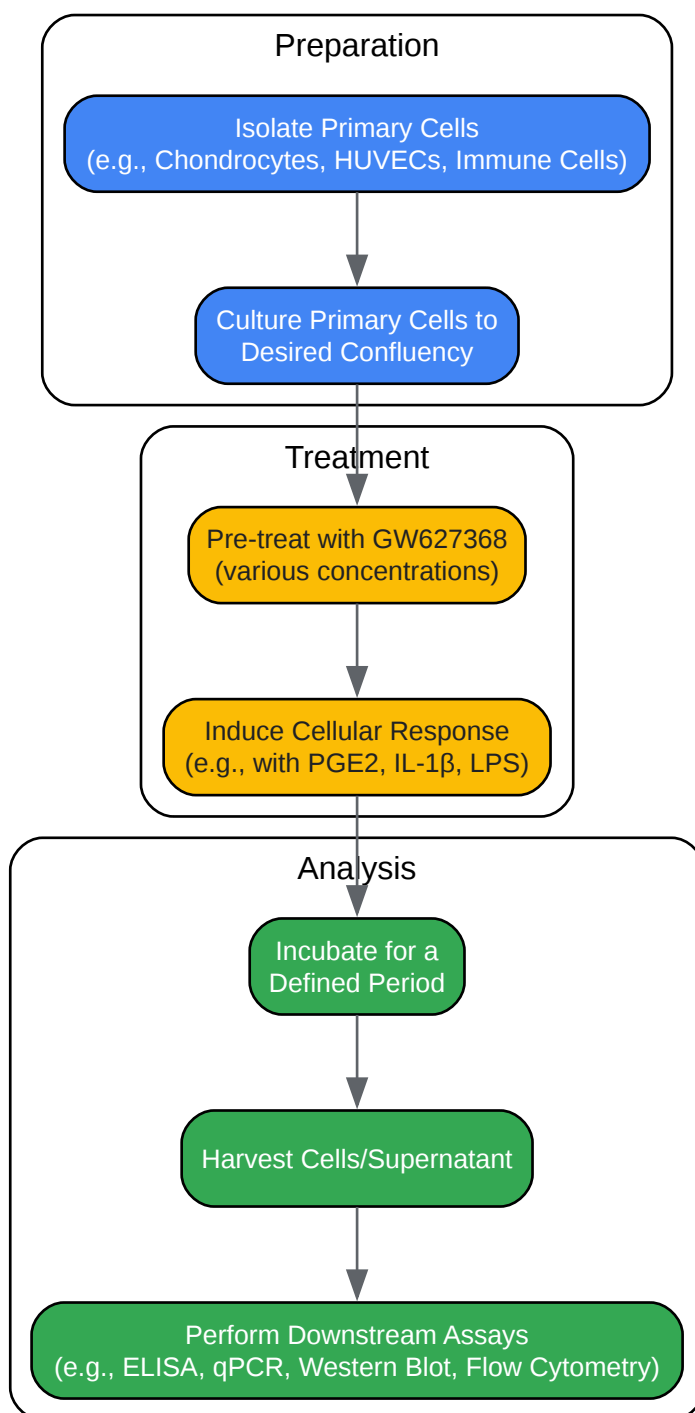 Preparation
Isolate Primary Cells
(e.g., Chondrocytes, HUVECs, Immune Cells)
Culture Primary Cells to
Desired Confluency
Treatment
Pre-treat with GW627368
(various concentrations)
Induce Cellular Response
(e.g., with PGE2, IL-1β, LPS)
Analysis
Incubate for a
Defined Period
Harvest Cells/Supernatant
Perform Downstream Assays
(e.g., ELISA, qPCR, Western Blot, Flow Cytometry)